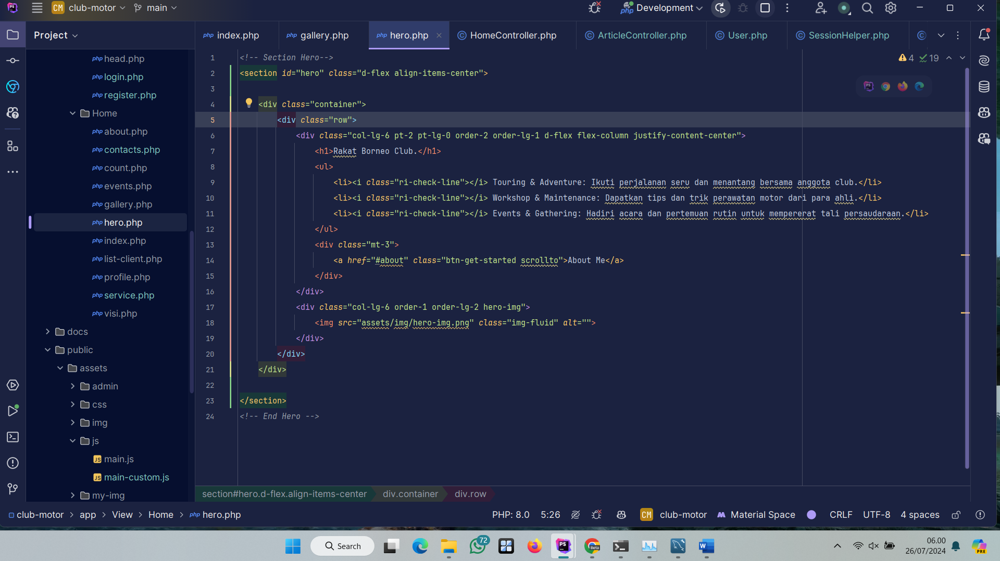 CM club-motor main
Development
Project
index.php gallery.php hero.php HomeController.php ArticleController.php User.php SessionHelper.php
php head.php
php login.php
php register.php
Home
php about.php
php contacts.php
php count.php
php events.php
php gallery.php
php hero.php
php index.php
php list-client.php
php profile.php
php service.php
php visi.php
docs
public
assets
admin
css
img
js
JS main.js
JS main-custom.js
my-img
4 19
1 <!-- Section Hero-->
2 <section id="hero" class="d-flex align-items-center">
3
4 <div class="container">
5 <div class="row">
6 <div class="col-lg-6 pt-2 pt-lg-0 order-2 order-lg-1 d-flex flex-column justify-content-center">
7 <h1>Rakat Borneo Club.</h1>
8 <ul>
9 <li><i class="ri-check-line"></i> Touring & Adventure: Ikuti perjalanan seru dan menantang bersama anggota club.</li>
10 <li><i class="ri-check-line"></i> Workshop & Maintenance: Dapatkan tips dan trik perawatan motor dari para ahli.</li>
11 <li><i class="ri-check-line"></i> Events & Gathering: Hadiri acara dan pertemuan rutin untuk mempererat tali persaudaraan.</li>
12 </ul>
13 <div class="mt-3">
14 <a href="#about" class="btn-get-started scrollto">About Me</a>
15 </div>
16 </div>
17 <div class="col-lg-6 order-1 order-lg-2 hero-img">
18 <img src="assets/img/hero-img.png" class="img-fluid" alt="">
19 </div>
20 </div>
21 </div>
22
23 </section>
24 <!-- End Hero -->
section#hero.d-flex.align-items-center div.container div.row
club-motor > app > View > Home > php hero.php
PHP: 8.0 5:26 CM club-motor Material Space CRLF UTF-8 4 spaces
Search
72
06.00
26/07/2024
PRE